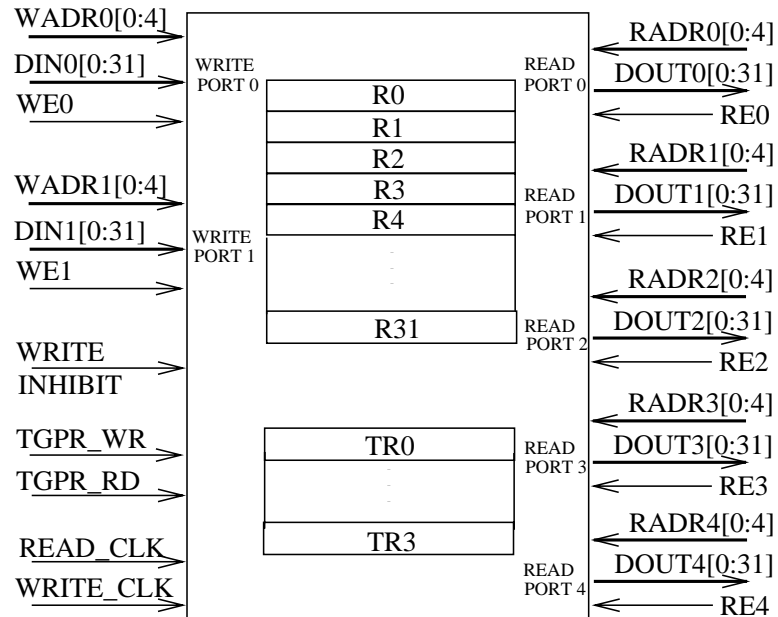 WADR0[0:4]
DIN0[0:31]
WE0
WRITE
PORT 0
WADR1[0:4]
DIN1[0:31]
WE1
WRITE
PORT 1
WRITE
INHIBIT
TGPR_WR
TGPR_RD
READ_CLK
WRITE_CLK
R0
R1
R2
R3
R4
R31
TR0
TR3
READ
PORT 0
RADR0[0:4]
DOUT0[0:31]
RE0
READ
PORT 1
RADR1[0:4]
DOUT1[0:31]
RE1
READ
PORT 2
RADR2[0:4]
DOUT2[0:31]
RE2
READ
PORT 3
RADR3[0:4]
DOUT3[0:31]
RE3
READ
PORT 4
RADR4[0:4]
DOUT4[0:31]
RE4